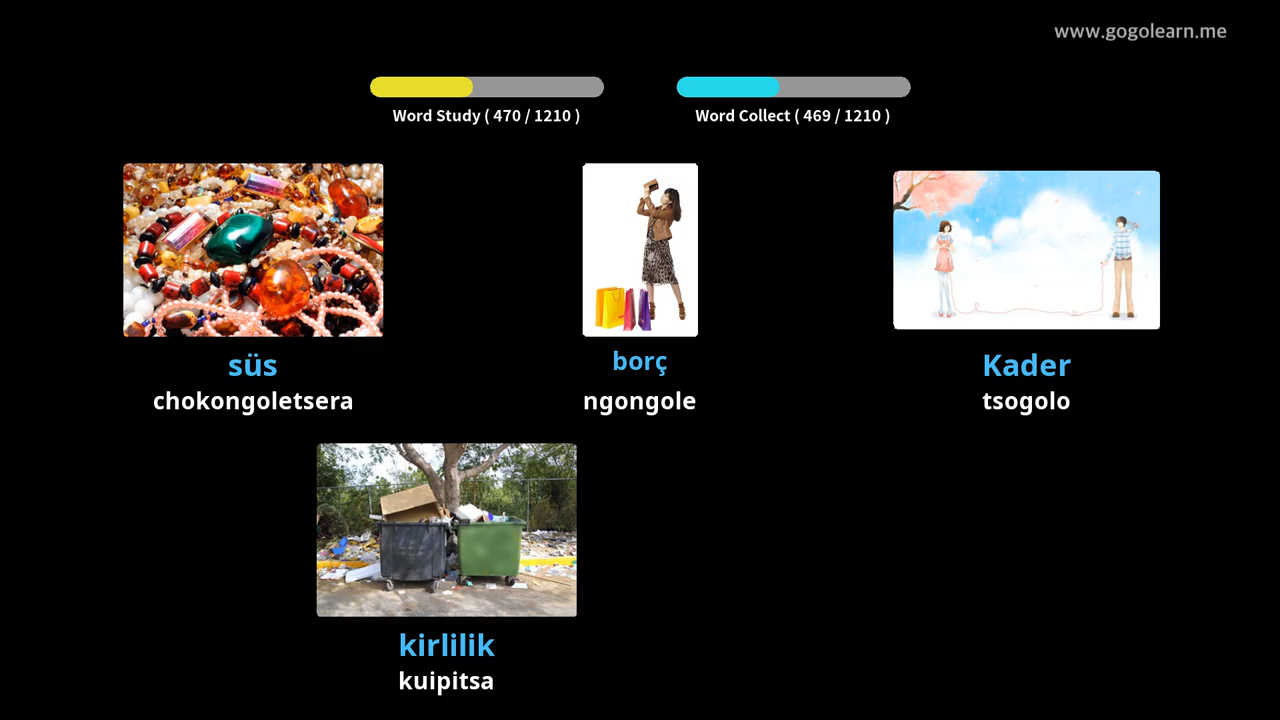 www.gogolearn.me
Word Study ( 470 / 1210 )
Word Collect ( 469 / 1210 )
süs
chokongoletsera
borç
ngongole
Kader
tsogolo
kirlilik
kuipitsa